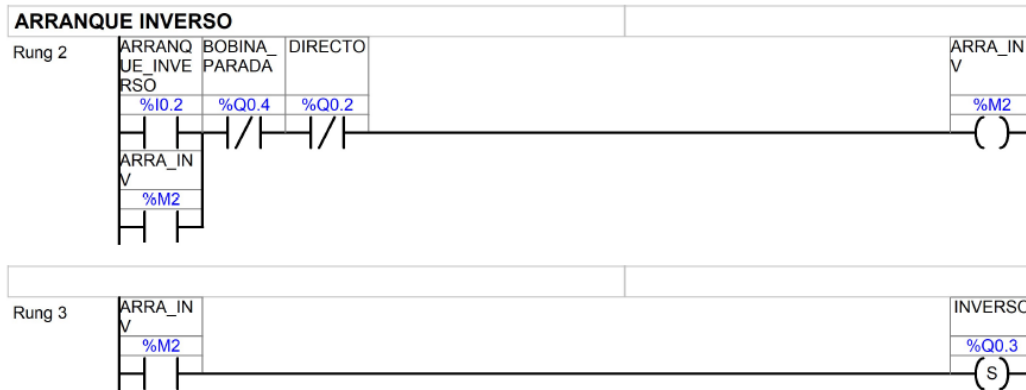 ARRANQUE INVERSO
Rung 2
ARRANQ BOBINA_ DIRECTO ARRA_IN
UE_INVE PARADA V
RSO
%I0.2 %Q0.4 %Q0.2 %M2
ARRA_IN
V
%M2
Rung 3
ARRA_IN INVERSO
V
%M2 %Q0.3
S